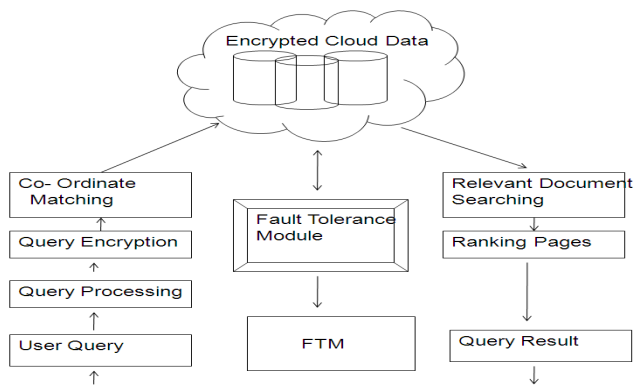 Encrypted Cloud Data
Co- Ordinate
Matching
Query Encryption
Query Processing
User Query
Fault Tolerance
Module
FTM
Relevant Document
Searching
Ranking Pages
Query Result